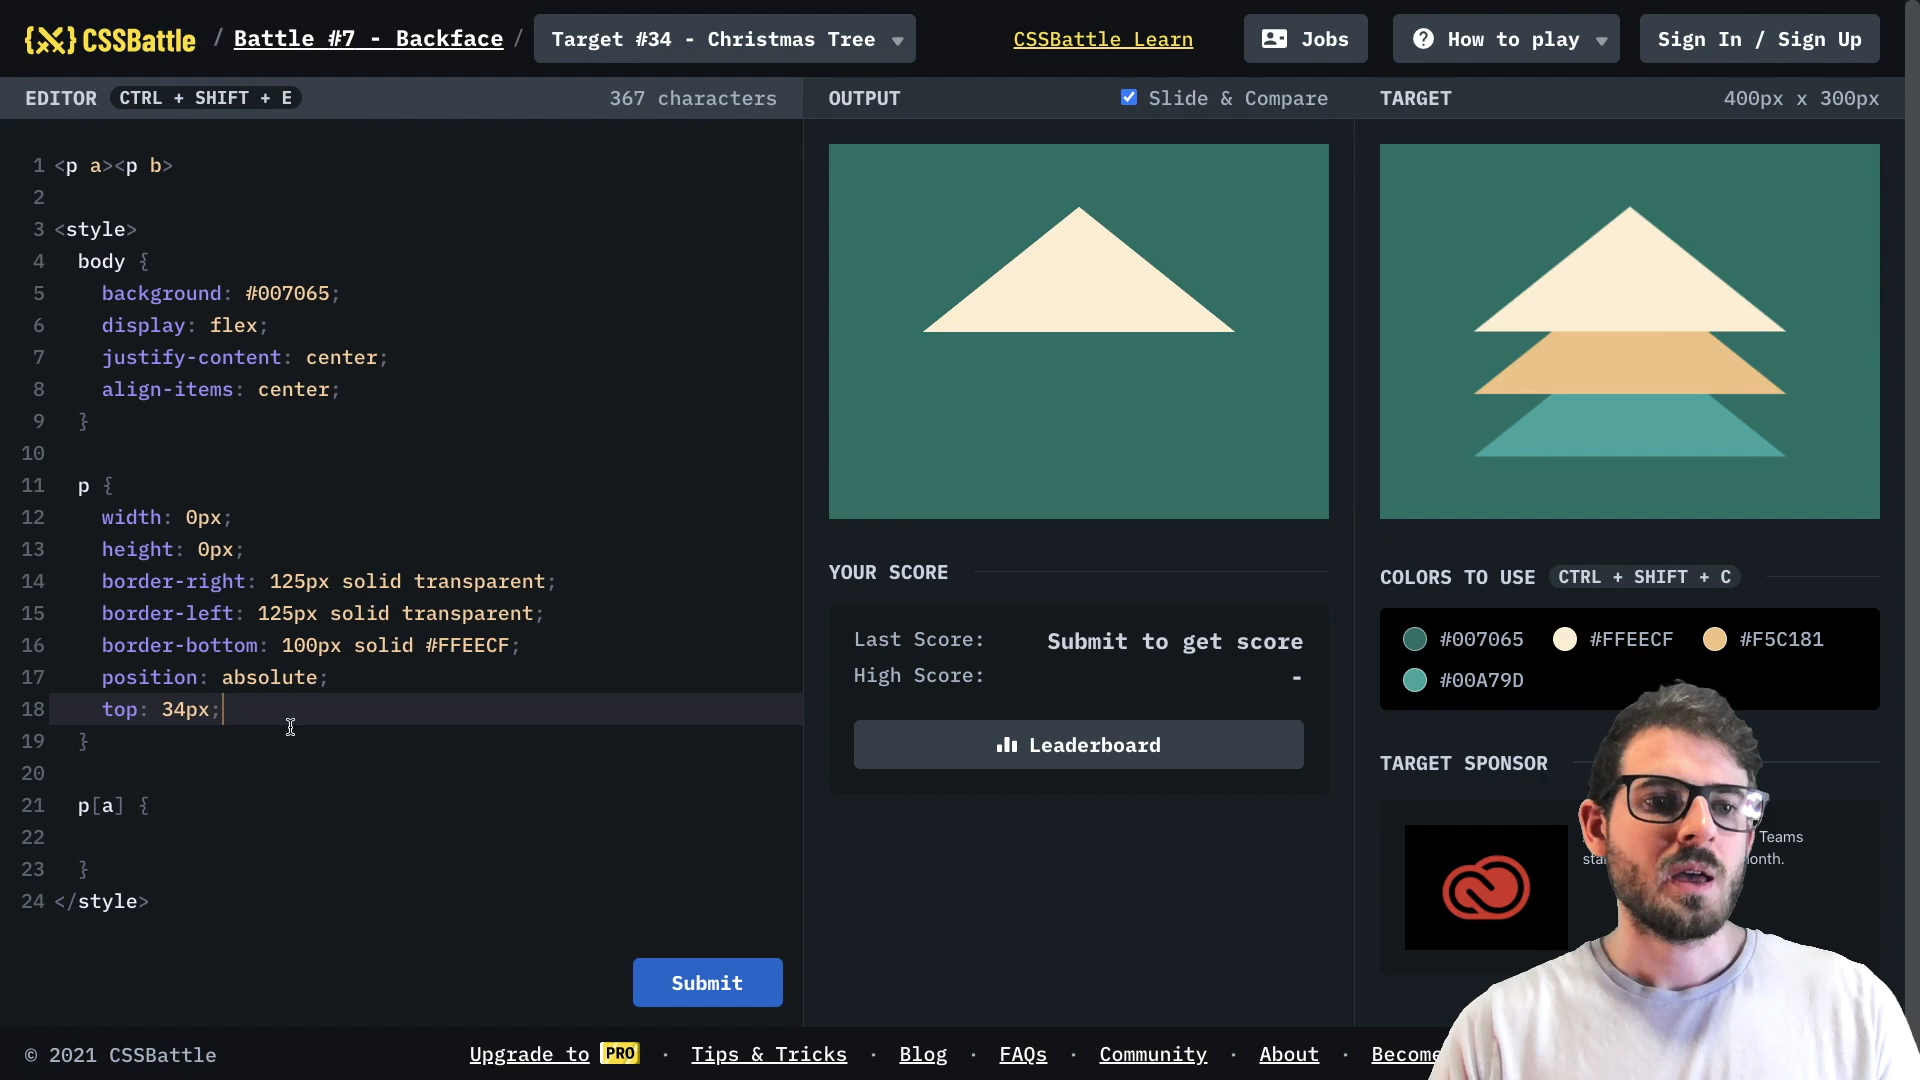 {X} CSSBattle / Battle #7 - Backface / Target #34 - Christmas Tree
CSSBattle Learn
Jobs
How to play
Sign In / Sign Up
EDITOR CTRL + SHIFT + E 367 characters
OUTPUT Slide & Compare
TARGET 400px x 300px
1 <p a><p b>
2
3 <style>
4 body {
5 background: #007065;
6 display: flex;
7 justify-content: center;
8 align-items: center;
9 }
10
11 p {
12 width: 0px;
13 height: 0px;
14 border-right: 125px solid transparent;
15 border-left: 125px solid transparent;
16 border-bottom: 100px solid #FFEECF;
17 position: absolute;
18 top: 34px;
19 }
20
21 p[a] {
22
23 }
24 </style>
Submit
YOUR SCORE
Last Score: Submit to get score
High Score: -
Leaderboard
COLORS TO USE CTRL + SHIFT + C
#007065 #FFEECF #F5C181
#00A79D
TARGET SPONSOR
Teams
© 2021 CSSBattle
Upgrade to PRO · Tips & Tricks · Blog · FAQs · Community · About · Become